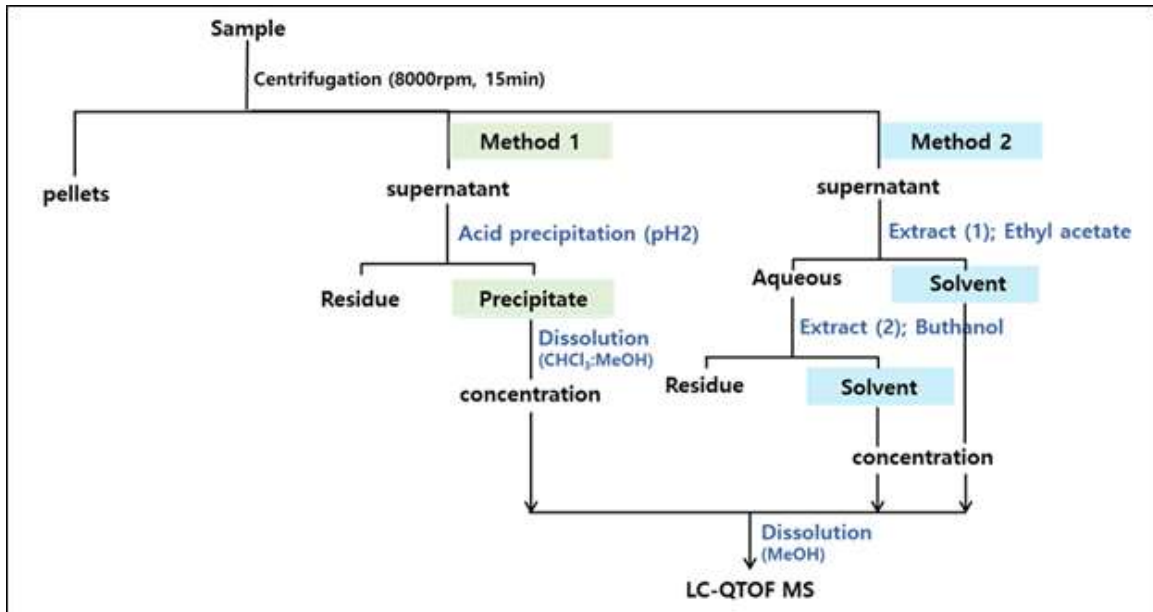 Sample
Centrifugation (8000rpm, 15min)
Method 1
Method 2
pellets
supernatant
supernatant
Acid precipitation (pH2)
Extract (1); Ethyl acetate
Residue
Precipitate
Aqueous
Solvent
Dissolution
(CHCl₃:MeOH)
Extract (2); Buthanol
concentration
Residue
Solvent
concentration
Dissolution
(MeOH)
LC-QTOF MS